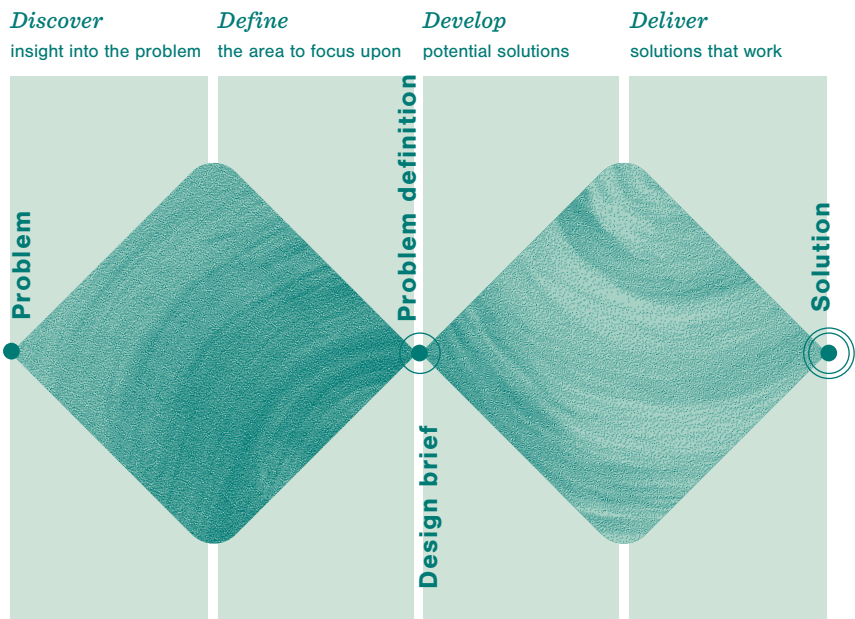 Discover
insight into the problem
Define
the area to focus upon
Develop
potential solutions
Deliver
solutions that work
Problem
Problem definition
Design brief
Solution